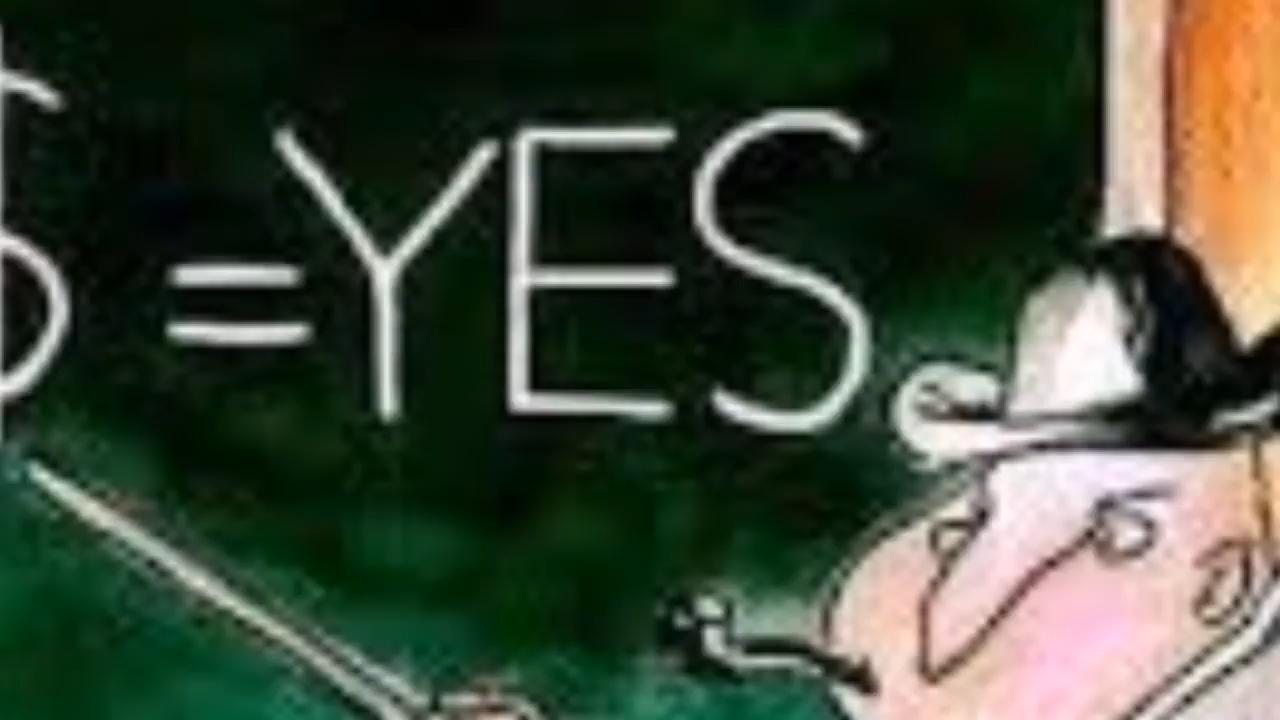 $ =YES